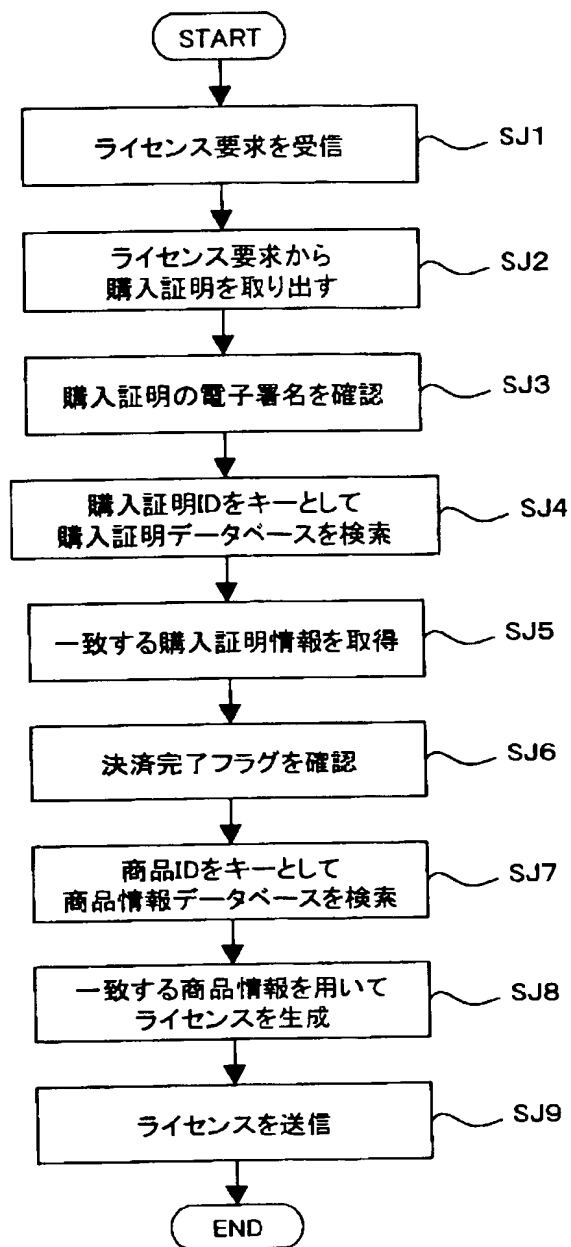 START
ライセンス要求を受信
SJ1
ライセンス要求から
購入証明を取り出す
SJ2
購入証明の電子署名を確認
SJ3
購入証明IDをキーとして
購入証明データベースを検索
SJ4
一致する購入証明情報を取得
SJ5
決済完了フラグを確認
SJ6
商品IDをキーとして
商品情報データベースを検索
SJ7
一致する商品情報を用いて
ライセンスを生成
SJ8
ライセンスを送信
SJ9
END